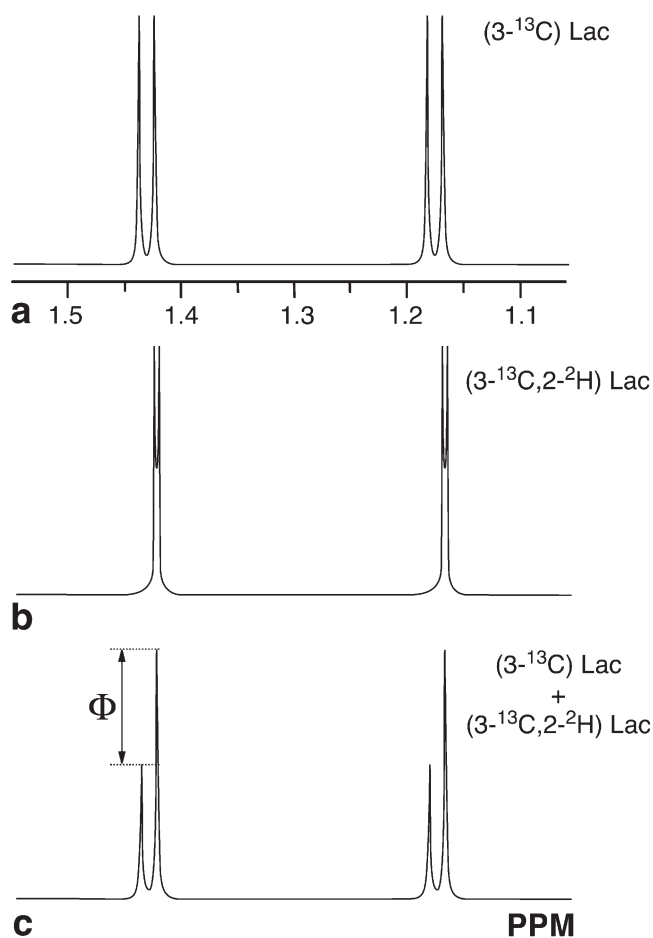 (3-¹³C) Lac
a 1.5 1.4 1.3 1.2 1.1
(3-¹³C,2-²H) Lac
b
(3-¹³C) Lac
+
(3-¹³C,2-²H) Lac
Φ
c PPM